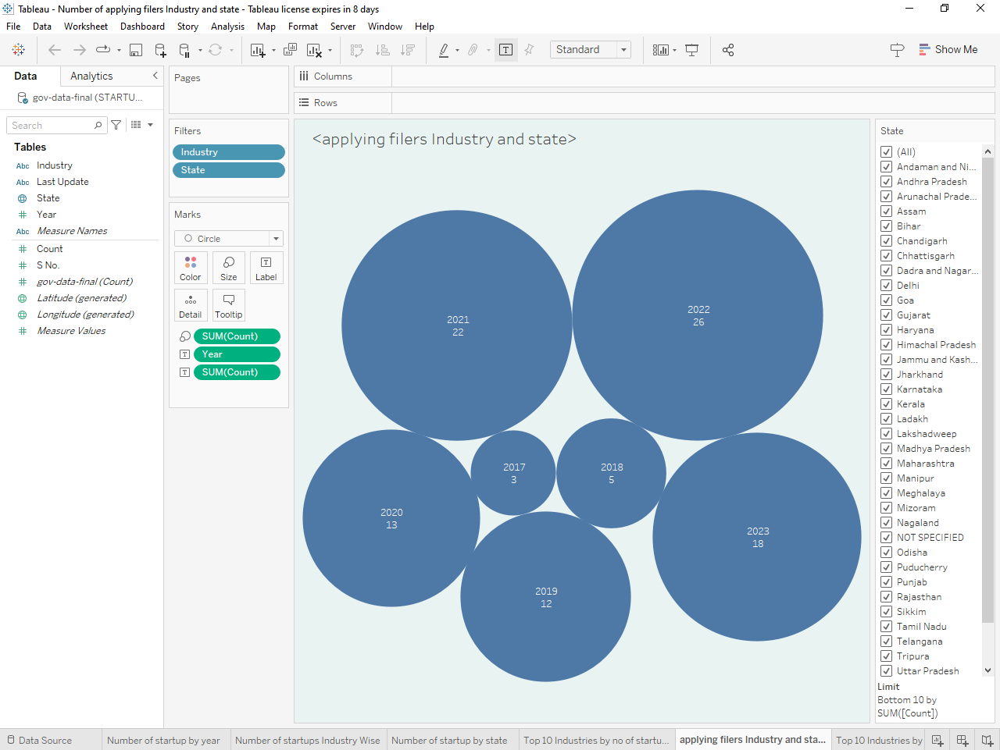 Tableau - Number of applying filers Industry and state - Tableau license expires in 8 days
File Data Worksheet Dashboard Story Analysis Map Format Server Window Help
Standard
Show Me
Data Analytics
gov-data-final (STARTU...
Search
Tables
Abc Industry
Abc Last Update
State
Year
Abc Measure Names
Count
S No.
gov-data-final (Count)
Latitude (generated)
Longitude (generated)
Measure Values
Pages
Filters
Industry
State
Marks
Circle
Color Size Label
Detail Tooltip
SUM(Count)
Year
SUM(Count)
Columns
Rows
<applying filers Industry and state>
2021
22
2022
26
2017
3
2018
5
2020
13
2023
18
2019
12
State
(All)
Andaman and Ni...
Andhra Pradesh
Arunachal Prade...
Assam
Bihar
Chandigarh
Chhattisgarh
Dadra and Nagar...
Delhi
Goa
Gujarat
Haryana
Himachal Pradesh
Jammu and Kash...
Jharkhand
Karnataka
Kerala
Ladakh
Lakshadweep
Madhya Pradesh
Maharashtra
Manipur
Meghalaya
Mizoram
Nagaland
NOT SPECIFIED
Odisha
Puducherry
Punjab
Rajasthan
Sikkim
Tamil Nadu
Telangana
Tripura
Uttar Pradesh
Limit
Bottom 10 by
SUM([Count])
Data Source Number of startup by year Number of startups Industry Wise Number of startup by state Top 10 Industries by no of startu... applying filers Industry and sta... Top 10 Industries by